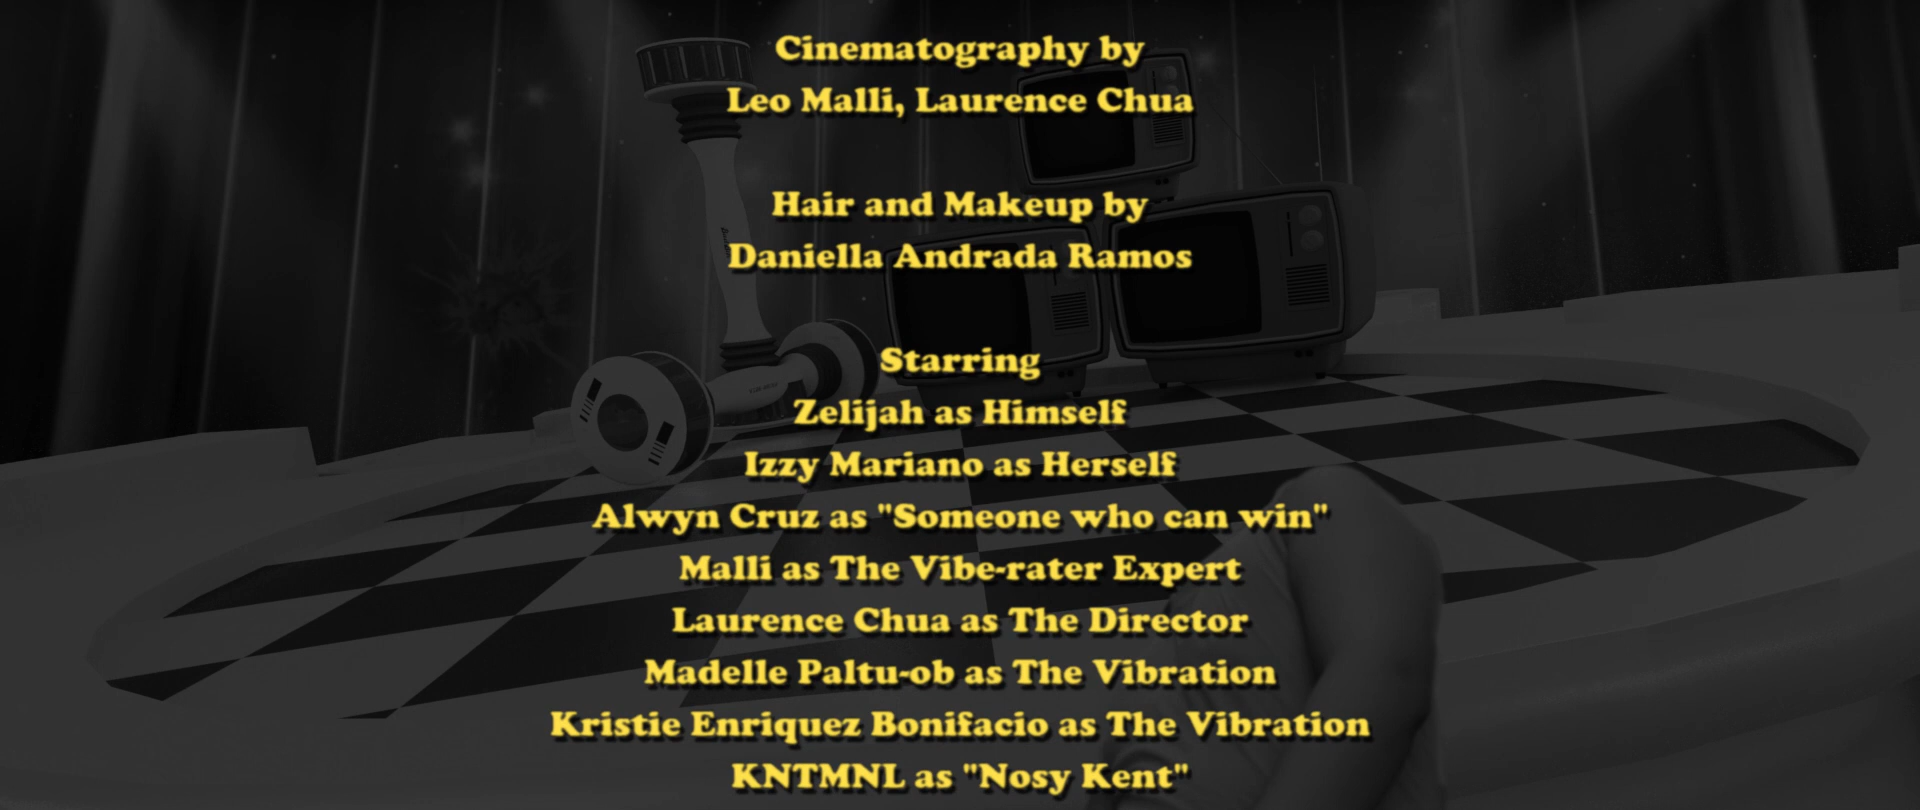 Cinematography by
Leo Malli, Laurence Chua
Hair and Makeup by
Daniella Andrada Ramos
Starring
Zelijah as Himself
Izzy Mariano as Herself
Alwyn Cruz as "Someone who can win"
Malli as The Vibe-rater Expert
Laurence Chua as The Director
Madelle Paltu-ob as The Vibration
Kristie Enriquez Bonifacio as The Vibration
KNTMNL as "Nosy Kent"